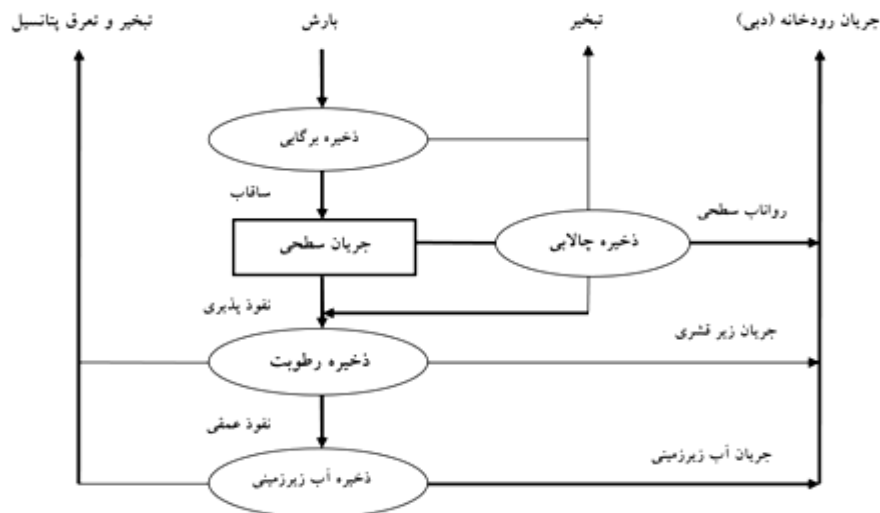 جریان رودخانه (دبی)
تبخیر
بارش
تبخیر و تعرق پتانسیل
ذخیره برگابی
ساقاب
رواناب سطحی
ذخیره چالابی
جریان سطحی
نفوذ پذیری
جریان زیر قشری
ذخیره رطوبت
نفوذ عمقی
جریان آب زیرزمینی
ذخیره آب زیرزمینی